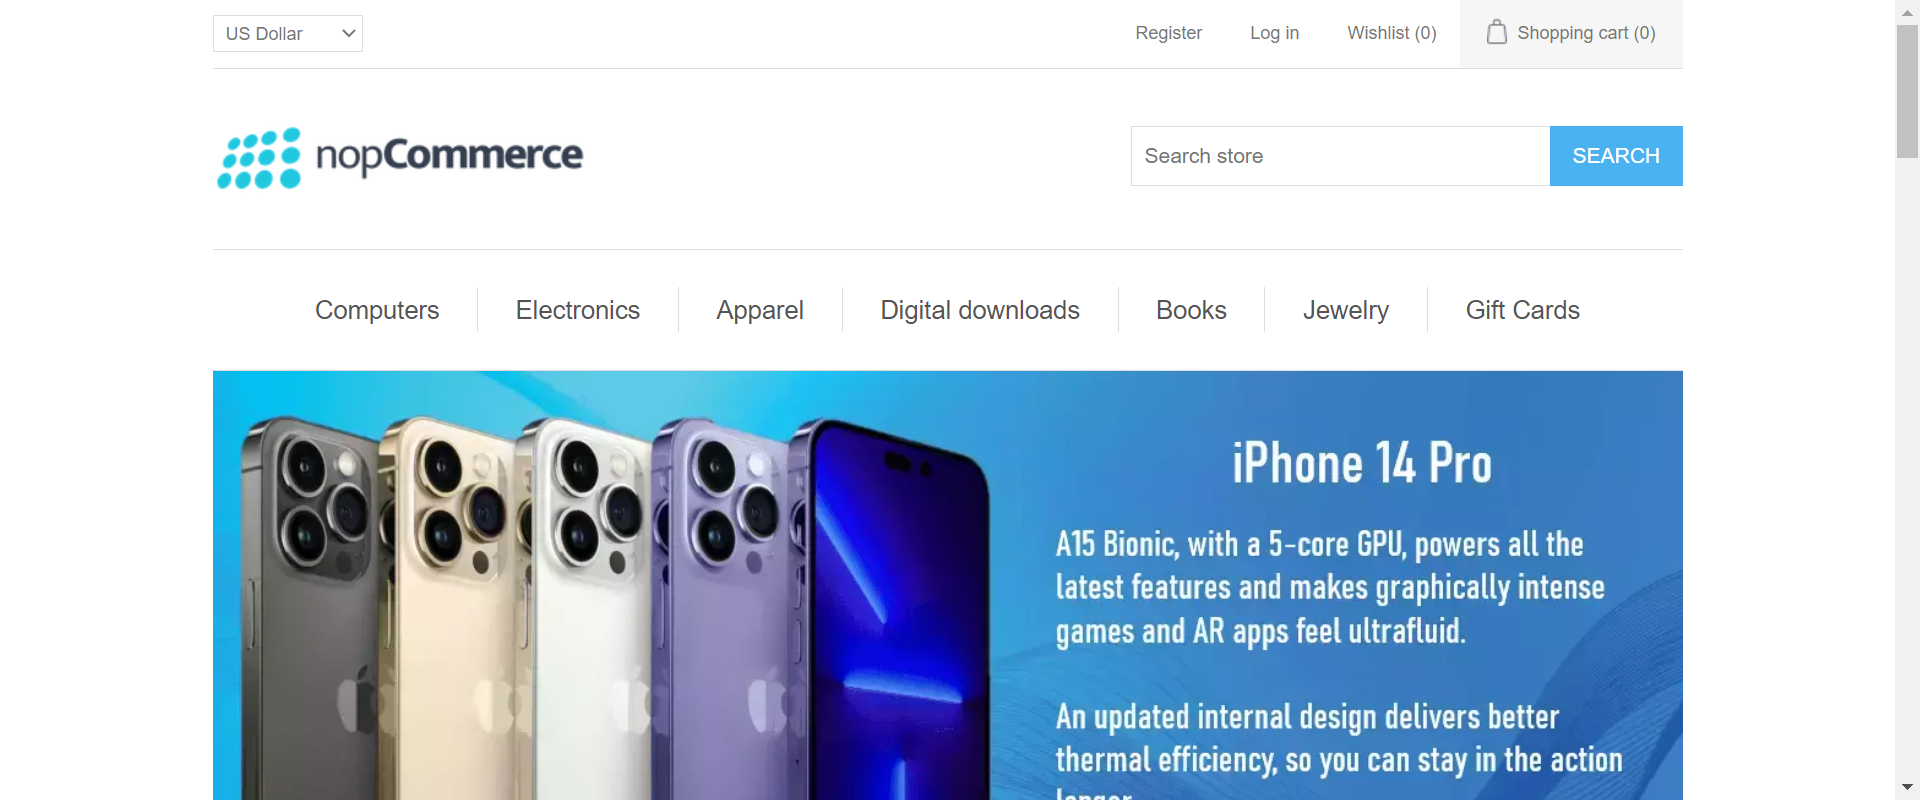 US Dollar
Register
Log in
Wishlist (0)
Shopping cart (0)
nopCommerce
Search store
SEARCH
Computers
Electronics
Apparel
Digital downloads
Books
Jewelry
Gift Cards
iPhone 14 Pro
A15 Bionic, with a 5-core GPU, powers all the
latest features and makes graphically intense
games and AR apps feel ultrafluid.
An updated internal design delivers better
thermal efficiency, so you can stay in the action